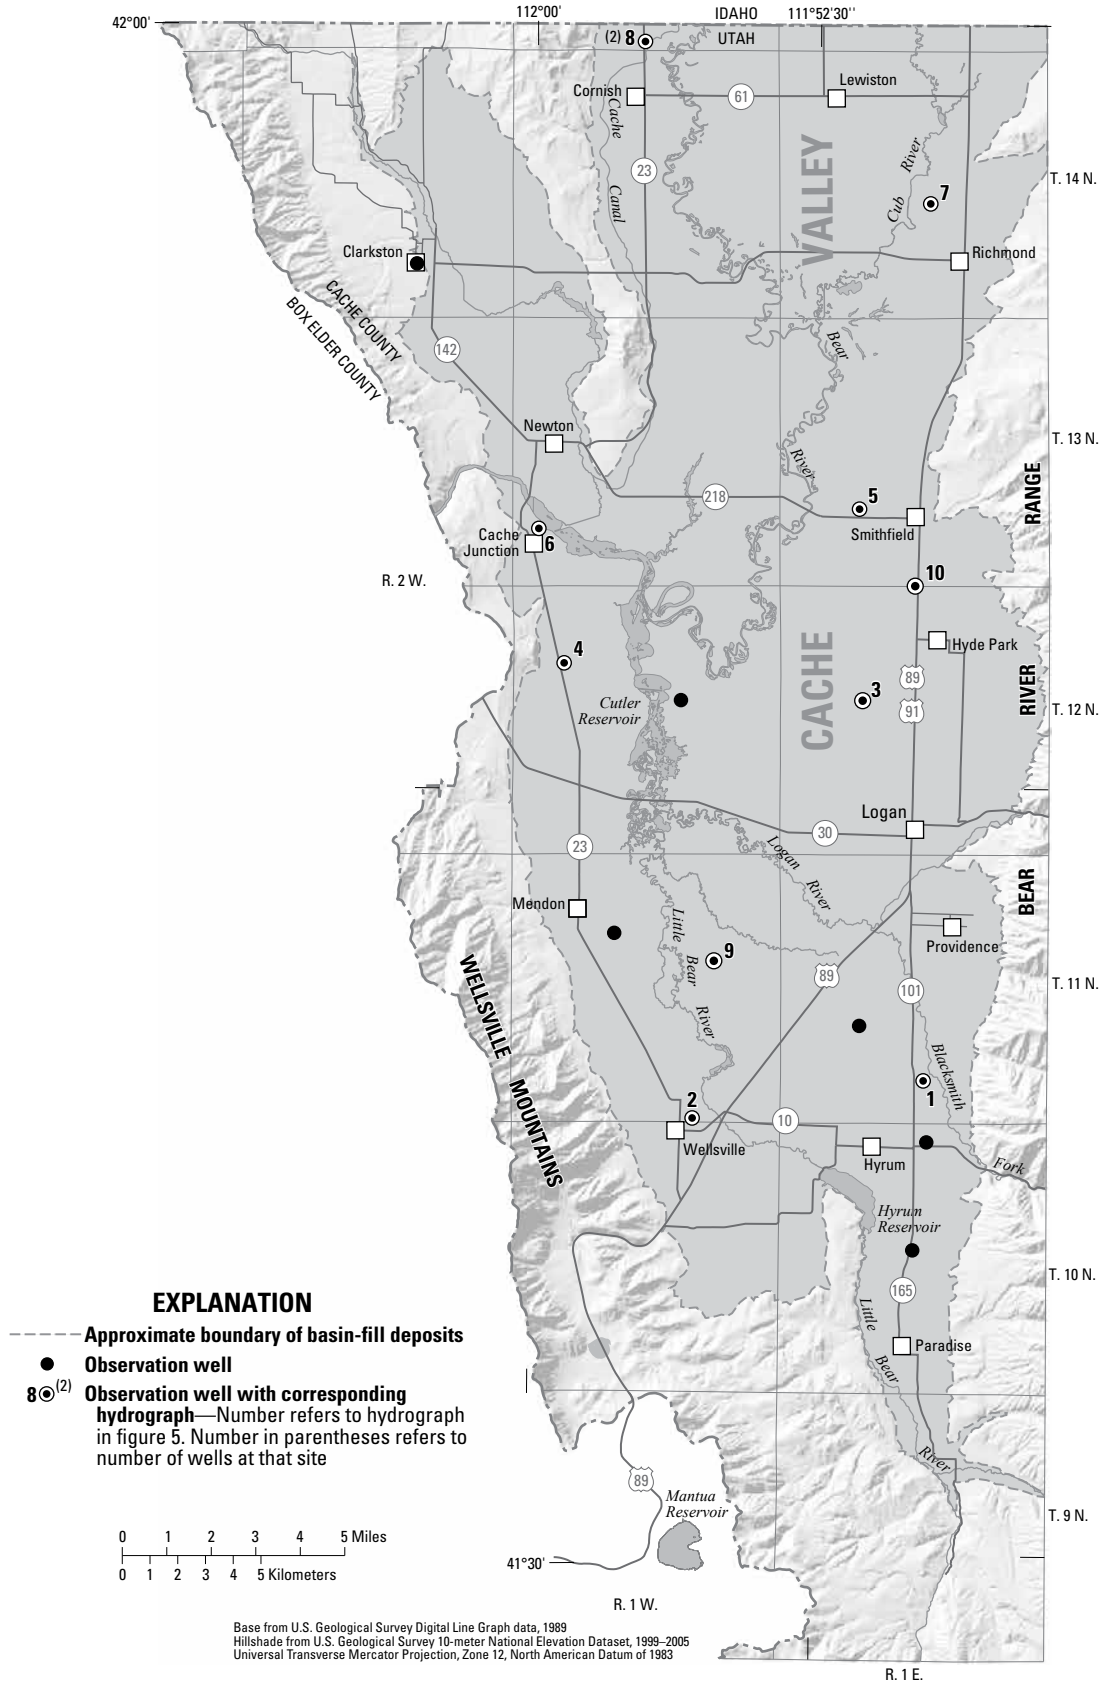 42°00'
112°00'
IDAHO
111°52'30"
UTAH
(2) 8
Cornish
61
Lewiston
Cache
Canal
23
VALLEY
River
Cub
7
T. 14 N.
Clarkston
Richmond
CACHE COUNTY
BOX ELDER COUNTY
142
Bear
River
Newton
T. 13 N.
RANGE
218
5
Smithfield
Cache
Junction
6
R. 2 W.
10
Hyde Park
4
CACHE
89
3
91
RIVER
Cutler
Reservoir
T. 12 N.
Logan
30
23
Logan
River
BEAR
Mendon
Little
Bear
River
9
Providence
89
101
T. 11 N.
WELLSVILLE
MOUNTAINS
Blacksmith
Fork
1
2
10
Wellsville
Hyrum
Hyrum
Reservoir
T. 10 N.
165
Little
Bear
River
Paradise
EXPLANATION
Approximate boundary of basin-fill deposits
Observation well
8 (2) Observation well with corresponding
hydrograph—Number refers to hydrograph
in figure 5. Number in parentheses refers to
number of wells at that site
89
Mantua
Reservoir
T. 9 N.
0 1 2 3 4 5 Miles
0 1 2 3 4 5 Kilometers
41°30'
R. 1 W.
Base from U.S. Geological Survey Digital Line Graph data, 1989
Hillshade from U.S. Geological Survey 10-meter National Elevation Dataset, 1999–2005
Universal Transverse Mercator Projection, Zone 12, North American Datum of 1983
R. 1 E.